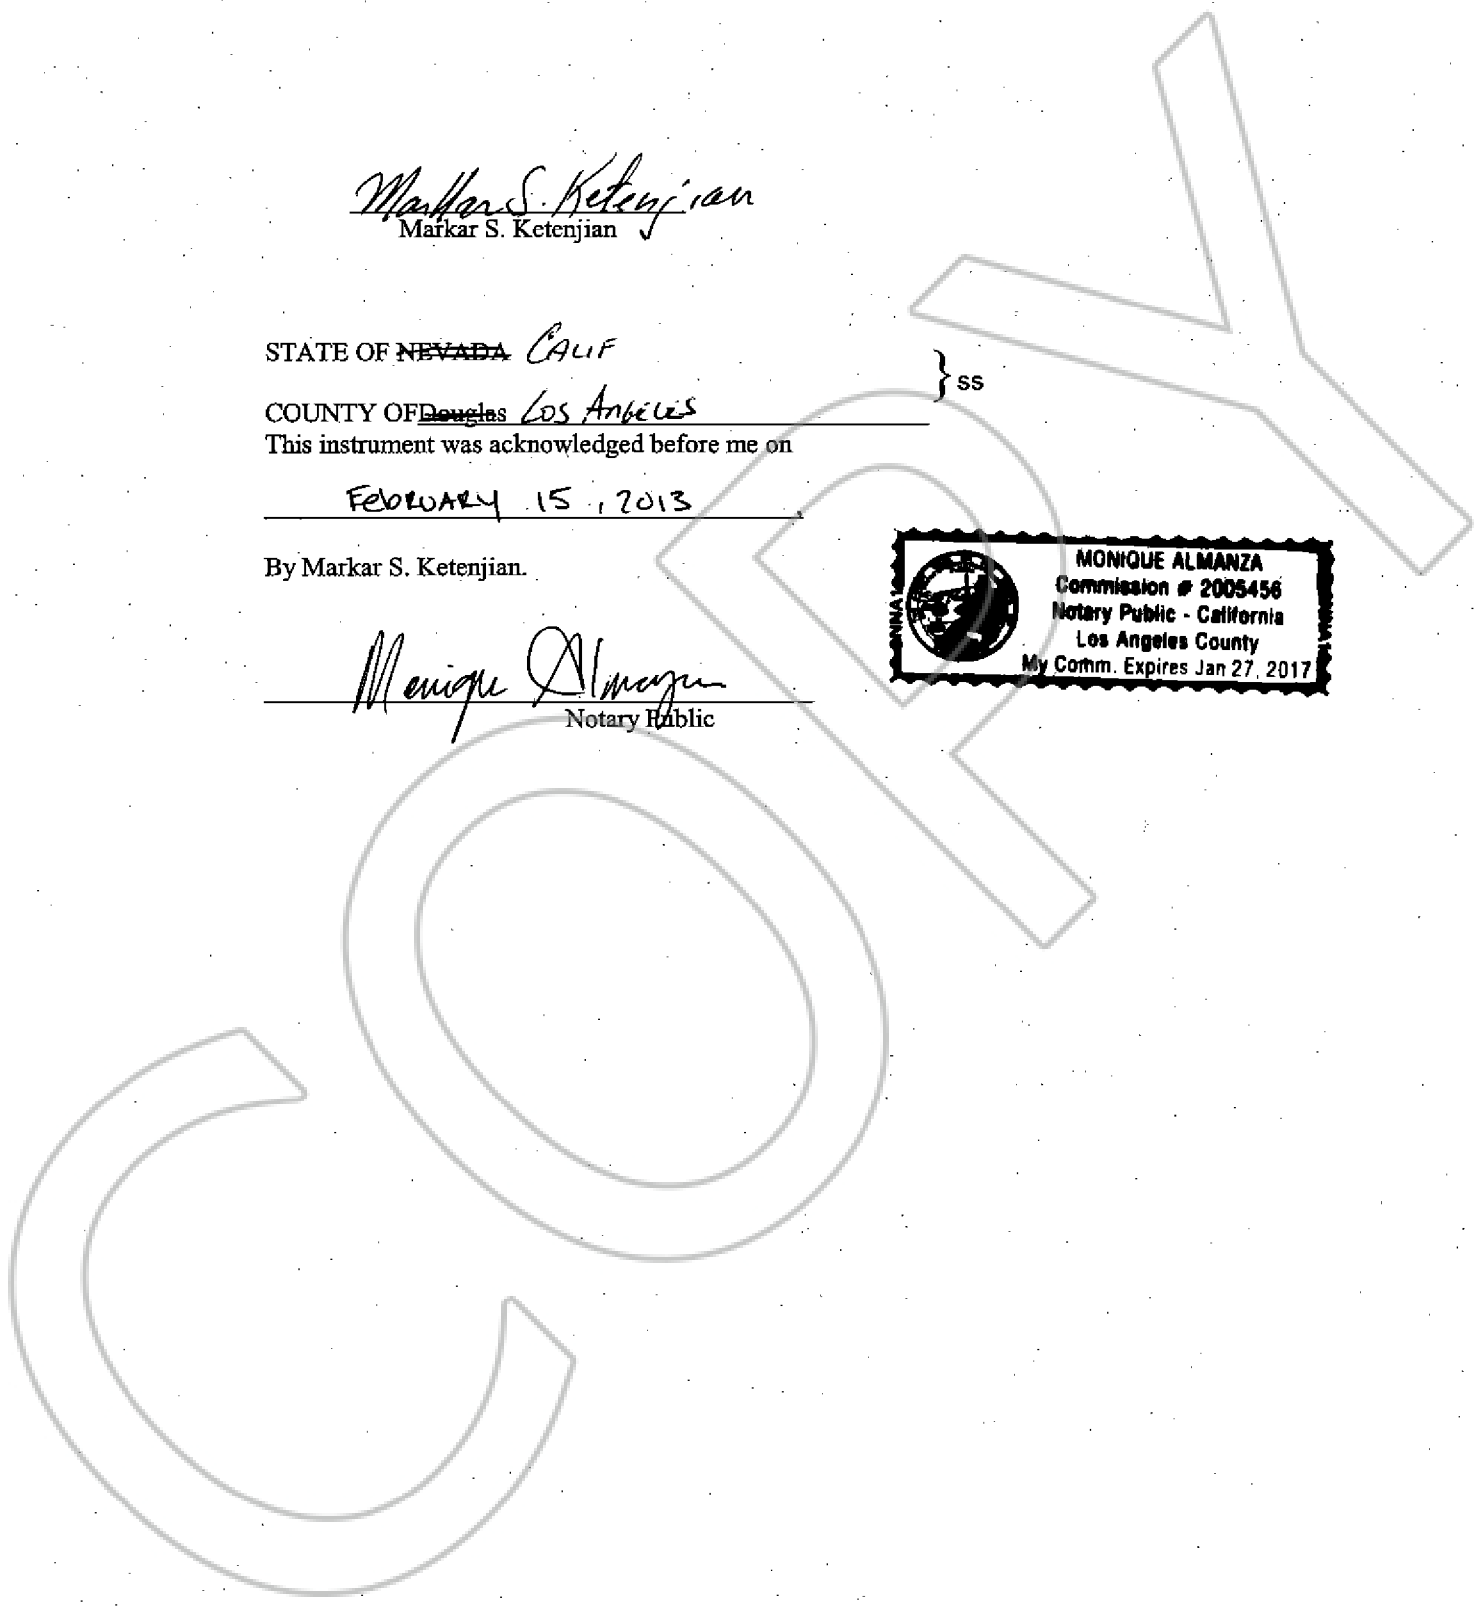 Markar S. Ketenjian
Markar S. Ketenjian
STATE OF NEVADA CALIF
} ss
COUNTY OF Douglas LOS ANGELES
This instrument was acknowledged before me on
FebRUARY 15, 2013
By Markar S. Ketenjian.
MONIQUE ALMANZA
Commission # 2005456
Notary Public - California
Los Angeles County
My Comm. Expires Jan 27, 2017
Monique Almanza
Notary Public
COPY